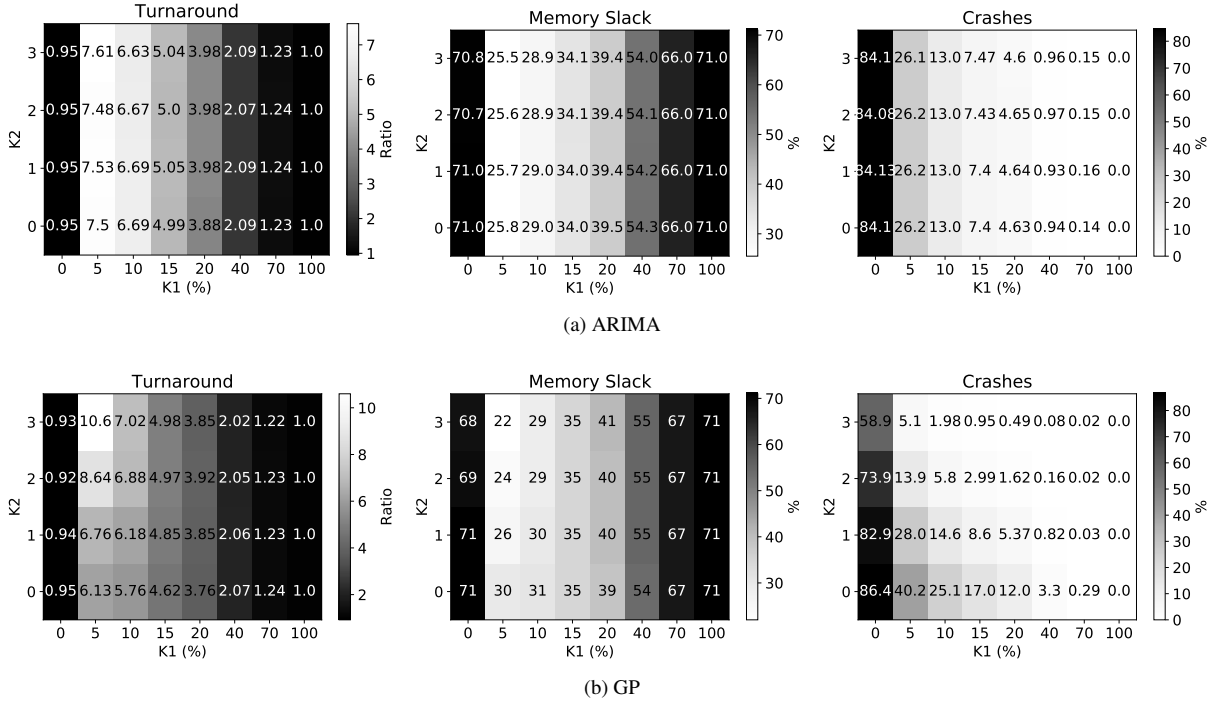 Turnaround
3 0.95 7.61 6.63 5.04 3.98 2.09 1.23 1.0
2 0.95 7.48 6.67 5.0 3.98 2.07 1.24 1.0
1 0.95 7.53 6.69 5.05 3.98 2.09 1.24 1.0
0 0.95 7.5 6.69 4.99 3.88 2.09 1.23 1.0
0 5 10 15 20 40 70 100
K1 (%)
K2
7
6
5
4
3
2
1
Ratio
Memory Slack
3 70.8 25.5 28.9 34.1 39.4 54.0 66.0 71.0
2 70.7 25.6 28.9 34.1 39.4 54.1 66.0 71.0
1 71.0 25.7 29.0 34.0 39.4 54.2 66.0 71.0
0 71.0 25.8 29.0 34.0 39.5 54.3 66.0 71.0
0 5 10 15 20 40 70 100
K1 (%)
K2
70
60
50
40
30
%
Crashes
3 84.1 26.1 13.0 7.47 4.6 0.96 0.15 0.0
2 84.08 26.2 13.0 7.43 4.65 0.97 0.15 0.0
1 84.13 26.2 13.0 7.4 4.64 0.93 0.16 0.0
0 84.1 26.2 13.0 7.4 4.63 0.94 0.14 0.0
0 5 10 15 20 40 70 100
K1 (%)
K2
80
70
60
50
40
30
20
10
0
%
(a) ARIMA
Turnaround
3 0.93 10.6 7.02 4.98 3.85 2.02 1.22 1.0
2 0.92 8.64 6.88 4.97 3.92 2.05 1.23 1.0
1 0.94 6.76 6.18 4.85 3.85 2.06 1.23 1.0
0 0.95 6.13 5.76 4.62 3.76 2.07 1.24 1.0
0 5 10 15 20 40 70 100
K1 (%)
K2
10
8
6
4
2
Ratio
Memory Slack
3 68 22 29 35 41 55 67 71
2 69 24 29 35 40 55 67 71
1 71 26 30 35 40 55 67 71
0 71 30 31 35 39 54 67 71
0 5 10 15 20 40 70 100
K1 (%)
K2
70
60
50
40
30
%
Crashes
3 58.9 5.1 1.98 0.95 0.49 0.08 0.02 0.0
2 73.9 13.9 5.8 2.99 1.62 0.16 0.02 0.0
1 82.9 28.0 14.6 8.6 5.37 0.82 0.03 0.0
0 86.4 40.2 25.1 17.0 12.0 3.3 0.29 0.0
0 5 10 15 20 40 70 100
K1 (%)
K2
80
70
60
50
40
30
20
10
0
%
(b) GP